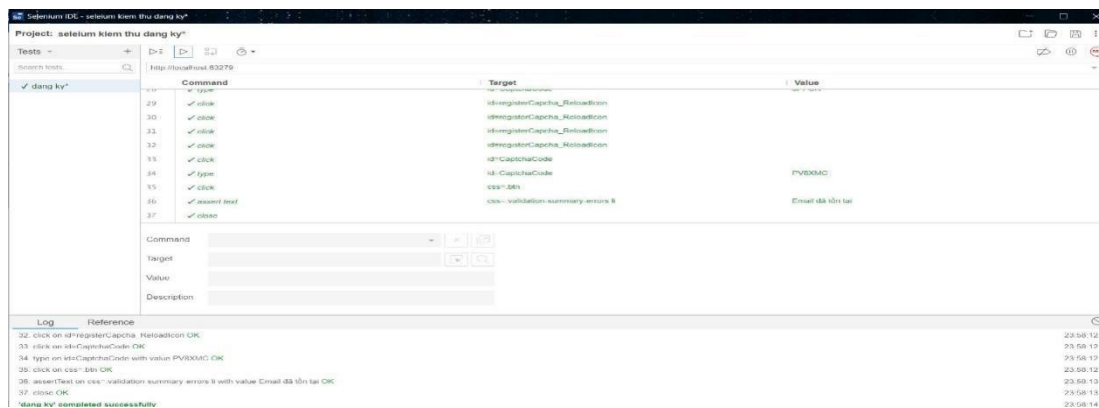 Selenium IDE - seleium kiem thu dang ky*
Project: seleium kiem thu dang ky*
Tests
Search tests...
http://localhost:63279
Command Target Value
✓ dang ky*
✓ type
29 ✓ click id=registerCapcha_ReloadIcon
30 ✓ click id=registerCapcha_ReloadIcon
31 ✓ click id=registerCapcha_ReloadIcon
32 ✓ click id=registerCapcha_ReloadIcon
33 ✓ click id=CaptchaCode
34 ✓ type id=CaptchaCode PV8XMC
35 ✓ click css=.btn
36 ✓ assert text css=.validation-summary-errors li Email đã tồn tại
37 ✓ close
Command
Target
Value
Description
Log Reference
32. click on id=registerCapcha_ReloadIcon OK 23:58:12
33. click on id=CaptchaCode OK 23:58:12
34. type on id=CaptchaCode with value PV8XMC OK 23:58:12
35. click on css=.btn OK 23:58:12
36. assertText on css=.validation-summary-errors li with value Email đã tồn tại OK 23:58:13
37. close OK 23:58:13
'dang ky' completed successfully 23:58:14